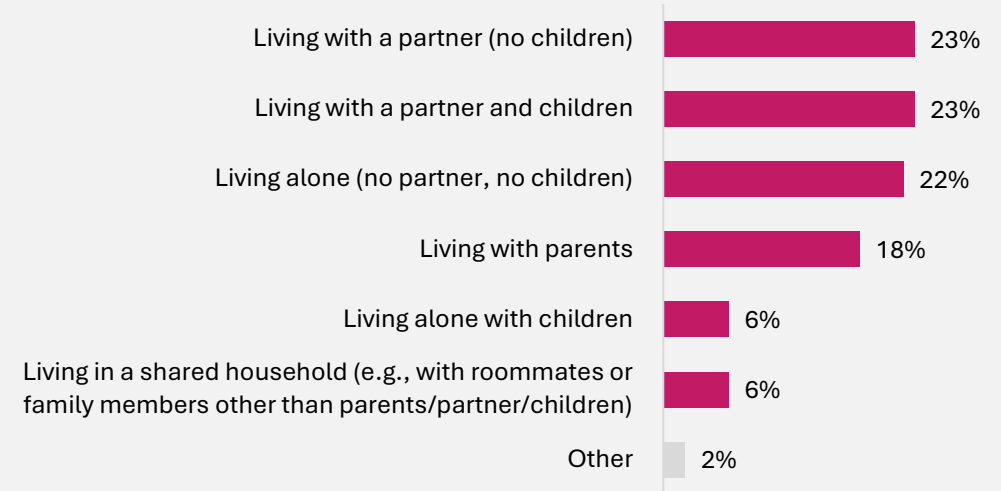 Living with a partner (no children)
23%
Living with a partner and children
23%
Living alone (no partner, no children)
22%
Living with parents
18%
Living alone with children
6%
Living in a shared household (e.g., with roommates or
family members other than parents/partner/children)
6%
Other
2%